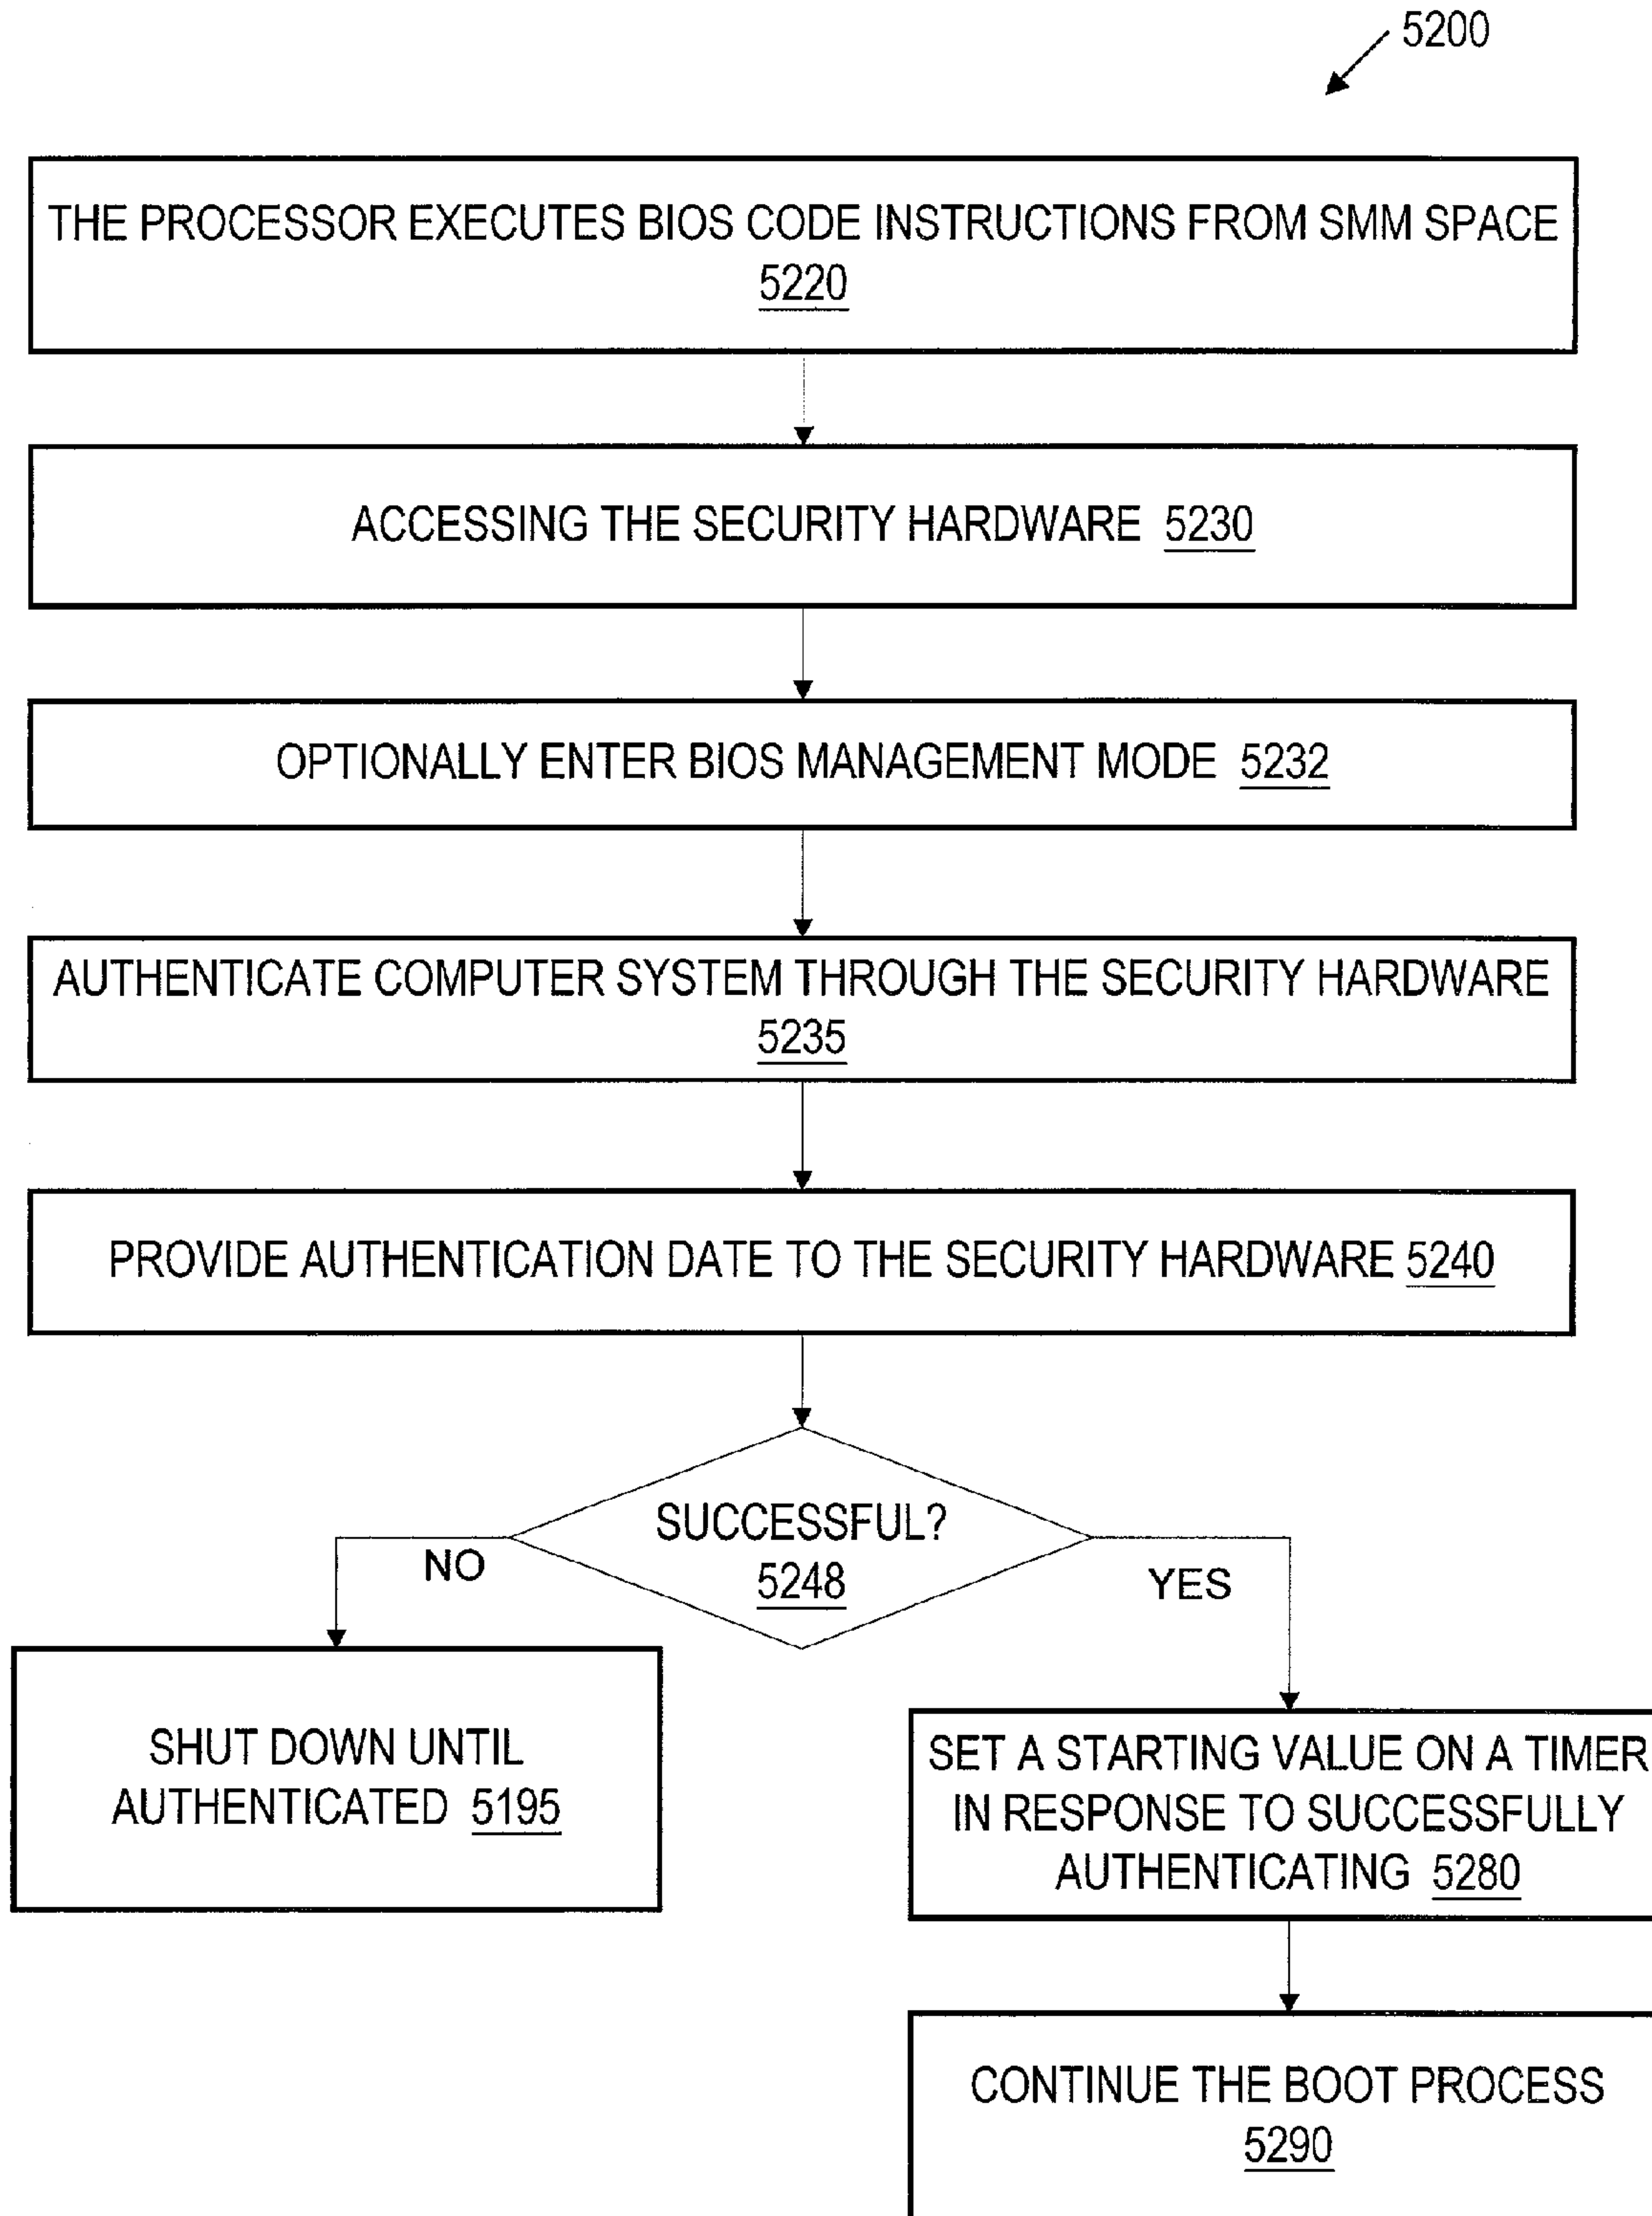 5200
THE PROCESSOR EXECUTES BIOS CODE INSTRUCTIONS FROM SMM SPACE
5220
ACCESSING THE SECURITY HARDWARE 5230
OPTIONALLY ENTER BIOS MANAGEMENT MODE 5232
AUTHENTICATE COMPUTER SYSTEM THROUGH THE SECURITY HARDWARE
5235
PROVIDE AUTHENTICATION DATE TO THE SECURITY HARDWARE 5240
SUCCESSFUL?
5248
NO
YES
SHUT DOWN UNTIL
AUTHENTICATED 5195
SET A STARTING VALUE ON A TIMER
IN RESPONSE TO SUCCESSFULLY
AUTHENTICATING 5280
CONTINUE THE BOOT PROCESS
5290